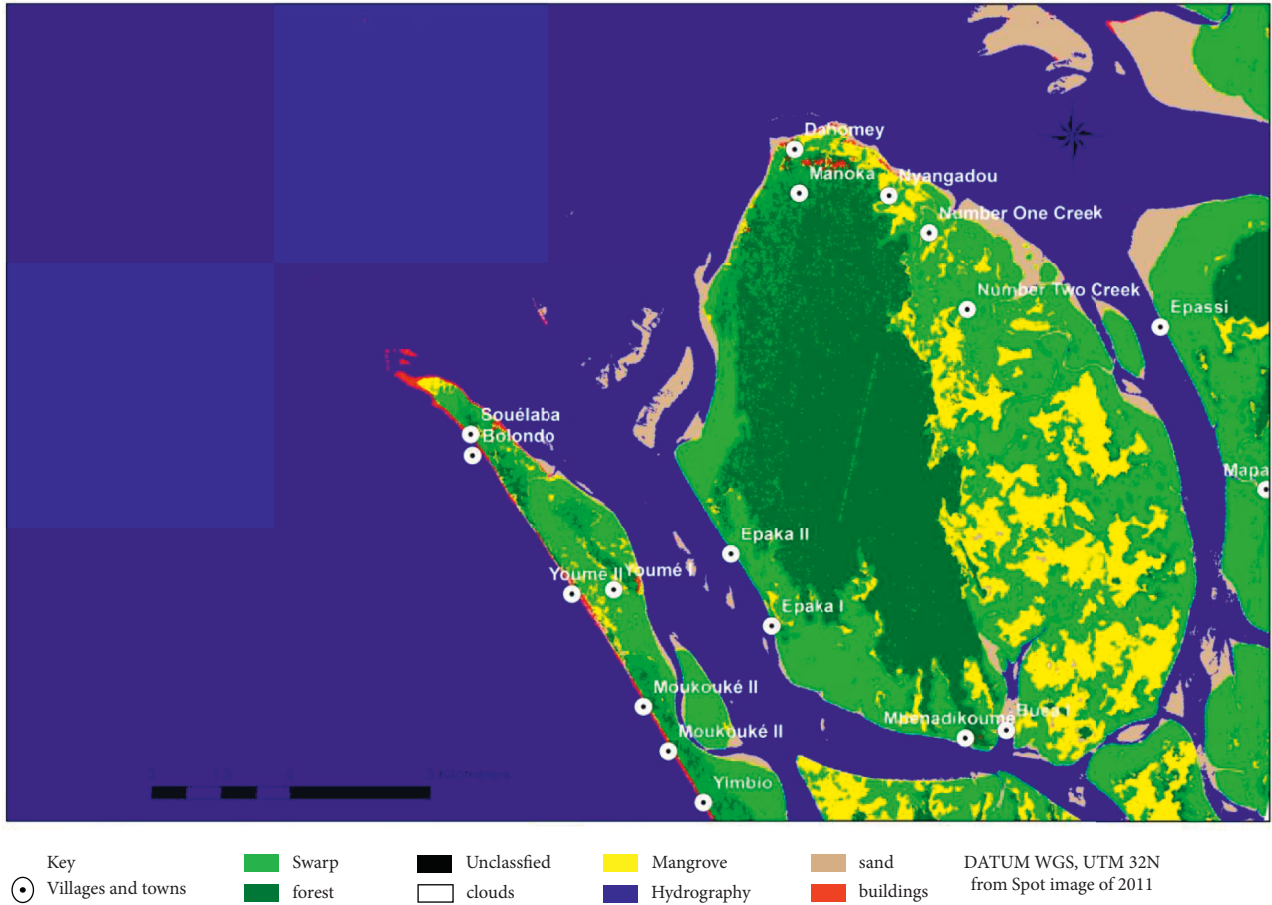 Dahomey
Manoka
Nyangadou
Number One Creek
Number Two Creek
Epassi
Souélaba
Bolondo
Mapa
Epaka II
Youmé II
Youmé I
Epaka I
Moukouké II
Buea I
Moukouké II
Yimbio
Key
Swarp
Unclassfied
Mangrove
sand
DATUM WGS, UTM 32N
Villages and towns
forest
clouds
Hydrography
buildings
from Spot image of 2011